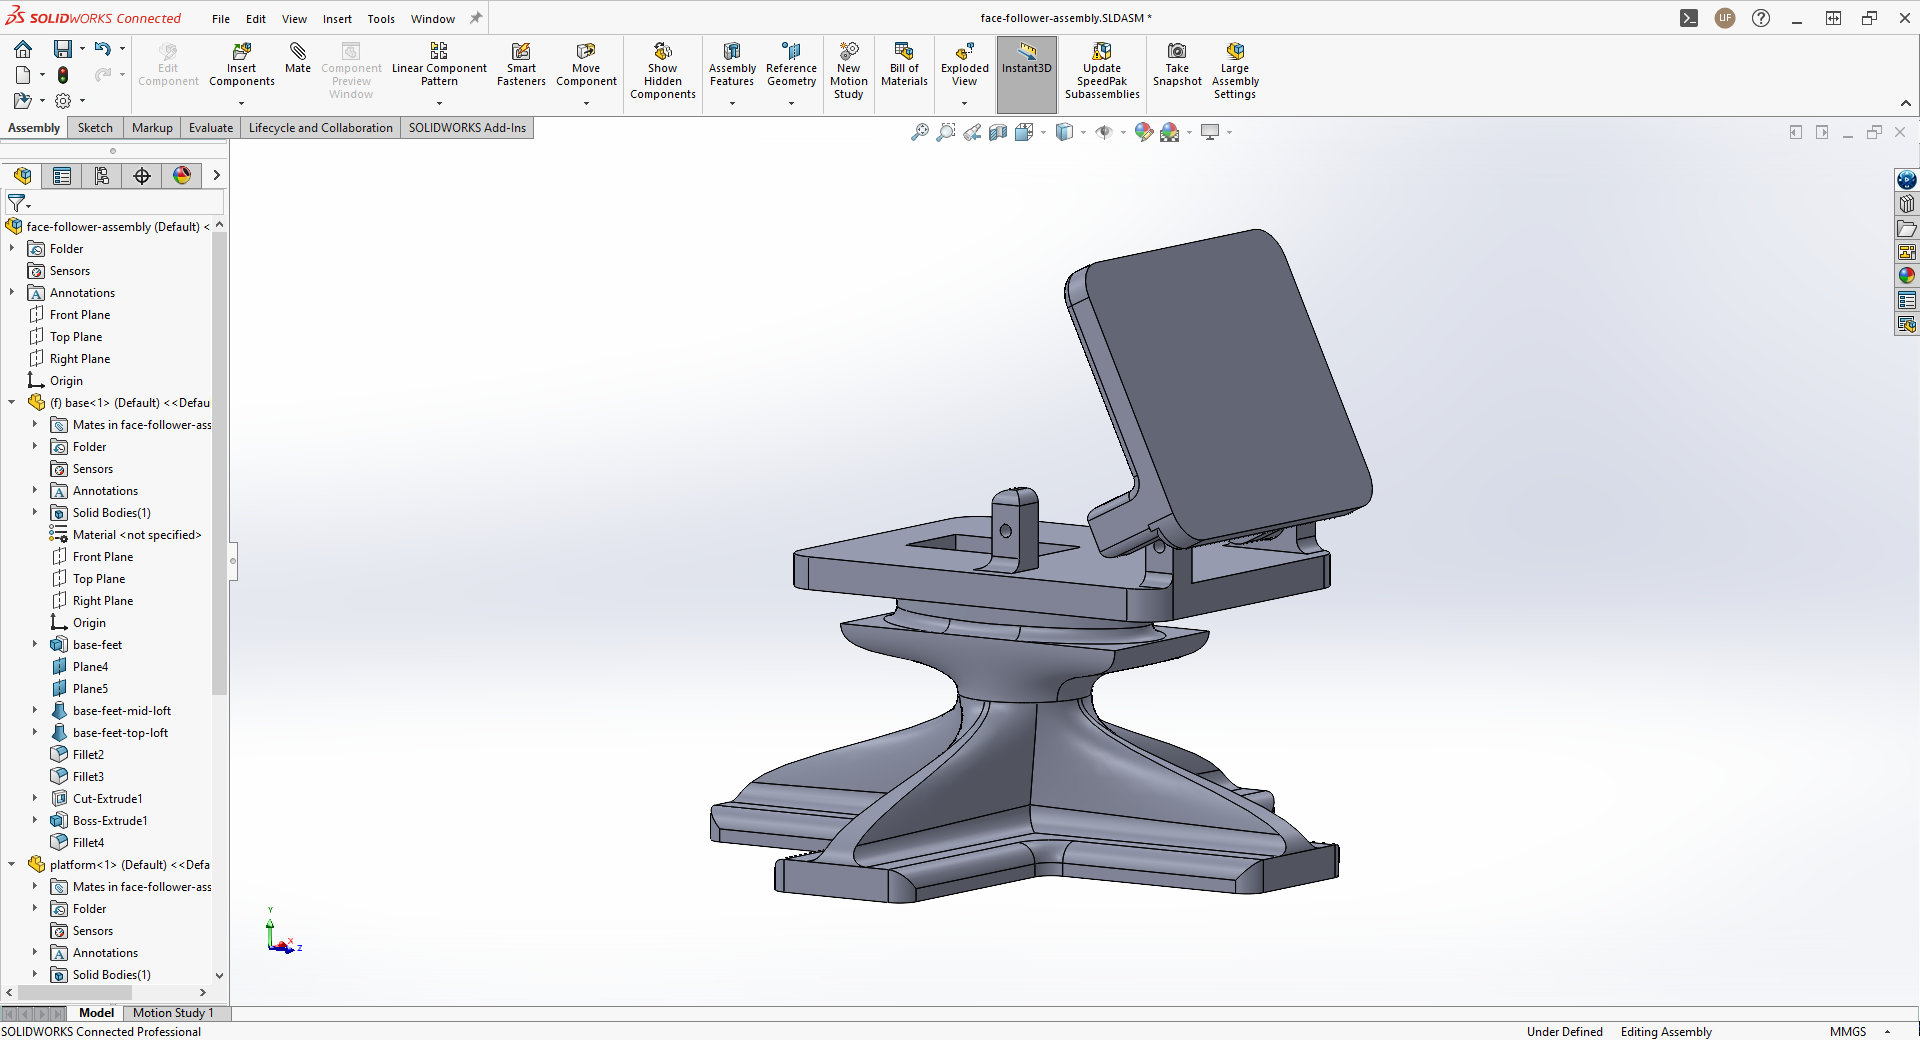 SOLIDWORKS Connected
File Edit View Insert Tools Window
face-follower-assembly.SLDASM *
UF
Edit Component
Insert Components
Mate
Component Preview Window
Linear Component Pattern
Smart Fasteners
Move Component
Show Hidden Components
Assembly Features
Reference Geometry
New Motion Study
Bill of Materials
Exploded View
Instant3D
Update SpeedPak Subassemblies
Take Snapshot
Large Assembly Settings
Assembly Sketch Markup Evaluate Lifecycle and Collaboration SOLIDWORKS Add-Ins
face-follower-assembly (Default) <
Folder
Sensors
Annotations
Front Plane
Top Plane
Right Plane
Origin
(f) base<1> (Default) <<Defau
Mates in face-follower-ass
Folder
Sensors
Annotations
Solid Bodies(1)
Material <not specified>
Front Plane
Top Plane
Right Plane
Origin
base-feet
Plane4
Plane5
base-feet-mid-loft
base-feet-top-loft
Fillet2
Fillet3
Cut-Extrude1
Boss-Extrude1
Fillet4
platform<1> (Default) <<Defa
Mates in face-follower-ass
Folder
Sensors
Annotations
Solid Bodies(1)
Y
X
Z
Model Motion Study 1
SOLIDWORKS Connected Professional
Under Defined Editing Assembly MMGS